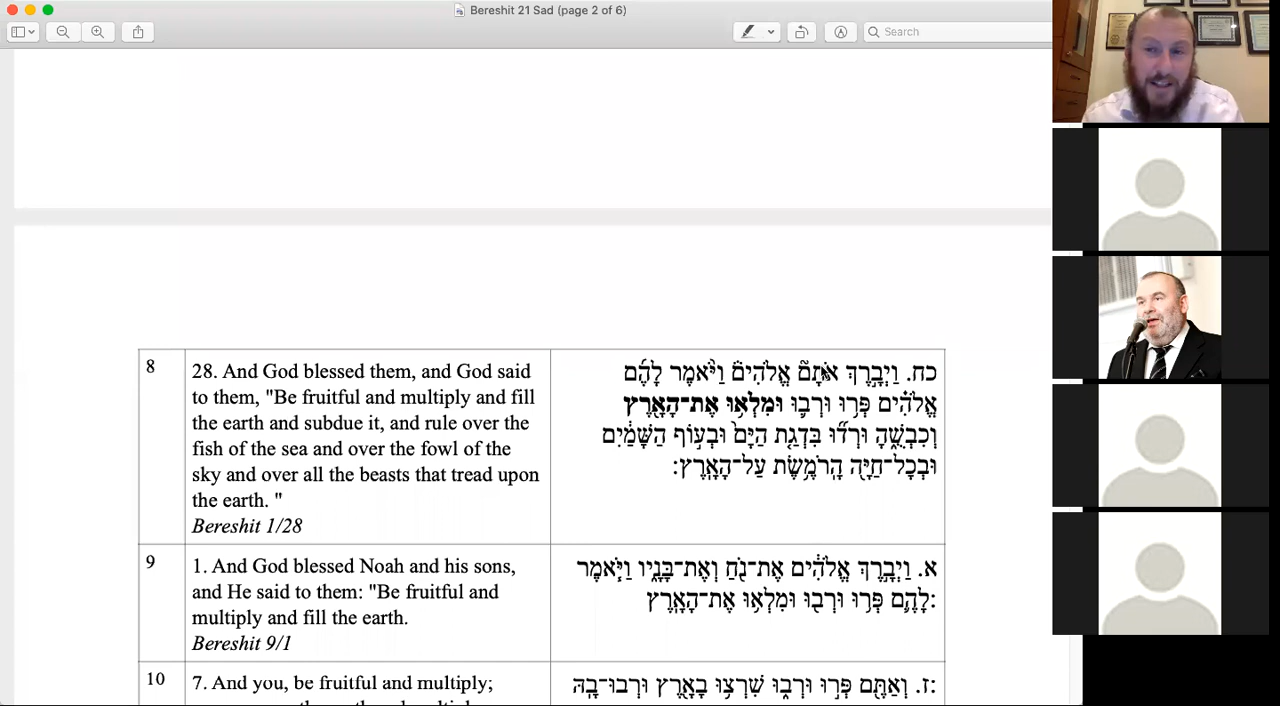 Bereshit 21 Sad (page 2 of 6)
Search
8
28. And God blessed them, and God said
to them, "Be fruitful and multiply and fill
the earth and subdue it, and rule over the
fish of the sea and over the fowl of the
sky and over all the beasts that tread upon
the earth. "
Bereshit 1/28
כח. וַיְבָ֣רֶךְ אֹתָם֘ אֱלֹהִים֒ וַיֹּ֨אמֶר לָהֶ֜ם
אֱלֹהִ֗ים פְּר֥וּ וּרְב֛וּ וּמִלְא֥וּ אֶת־הָאָ֖רֶץ
וְכִבְשֻׁ֑הָ וּרְד֞וּ בִּדְגַ֤ת הַיָּם֙ וּבְע֣וֹף הַשָּׁמַ֔יִם
וּבְכָל־חַיָּ֖ה הָֽרֹמֶ֥שֶׂת עַל־הָאָֽרֶץ:
9
1. And God blessed Noah and his sons,
and He said to them: "Be fruitful and
multiply and fill the earth.
Bereshit 9/1
א. וַיְבָ֣רֶךְ אֱלֹהִ֔ים אֶת־נֹ֖חַ וְאֶת־בָּנָ֑יו וַיֹּ֧אמֶר
:לָהֶ֛ם פְּר֥וּ וּרְב֖וּ וּמִלְא֥וּ אֶת־הָאָֽרֶץ
10
7. And you, be fruitful and multiply;
:ז. וְאַתֶּ֖ם פְּר֣וּ וּרְב֑וּ שִׁרְצ֥וּ בָאָ֖רֶץ וּרְבוּ־בָֽהּ